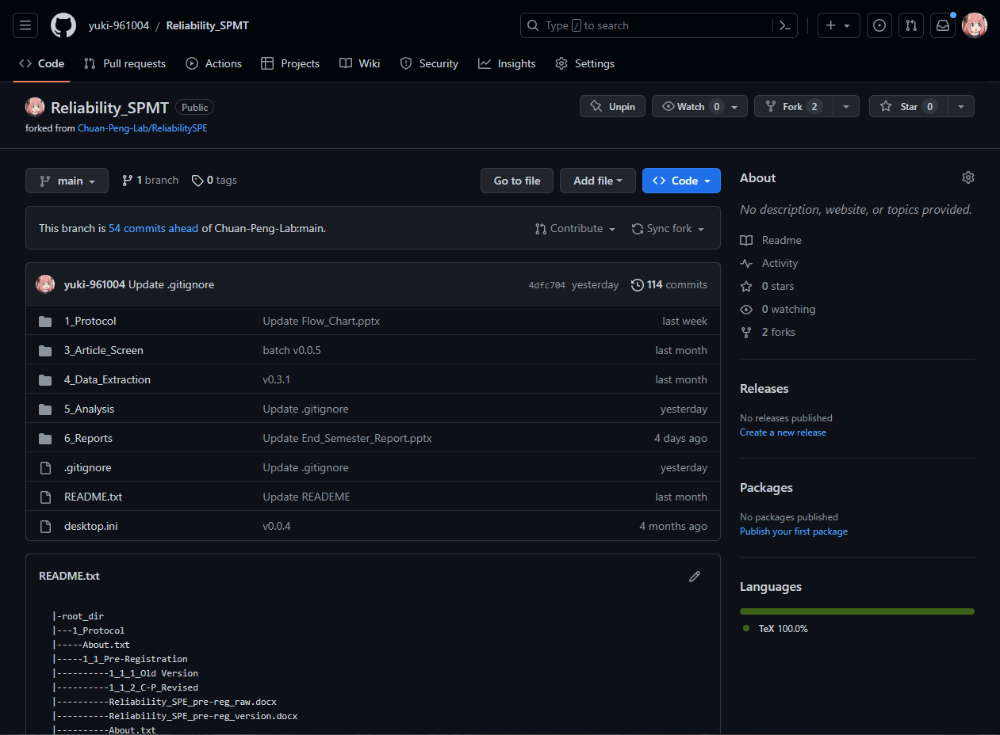 yuki-961004 / Reliability_SPMT
Type / to search
Code Pull requests Actions Projects Wiki Security Insights Settings
Reliability_SPMT Public
Unpin Watch 0 Fork 2 Star 0
forked from Chuan-Peng-Lab/ReliabilitySPE
main 1 branch 0 tags Go to file Add file Code
This branch is 54 commits ahead of Chuan-Peng-Lab:main. Contribute Sync fork
yuki-961004 Update .gitignore 4dfc704 yesterday 114 commits
1_Protocol Update Flow_Chart.pptx last week
3_Article_Screen batch v0.0.5 last month
4_Data_Extraction v0.3.1 last month
5_Analysis Update .gitignore yesterday
6_Reports Update End_Semester_Report.pptx 4 days ago
.gitignore Update .gitignore yesterday
README.txt Update READEME last month
desktop.ini v0.0.4 4 months ago
README.txt
|-root_dir
|---1_Protocol
|-----About.txt
|-----1_1_Pre-Registration
|----------1_1_1_Old Version
|----------1_1_2_C-P_Revised
|----------Reliability_SPE_pre-reg_raw.docx
|----------Reliability_SPE_pre-reg_version.docx
|----------About.txt
About
No description, website, or topics provided.
Readme
Activity
0 stars
0 watching
2 forks
Releases
No releases published
Create a new release
Packages
No packages published
Publish your first package
Languages
TeX 100.0%